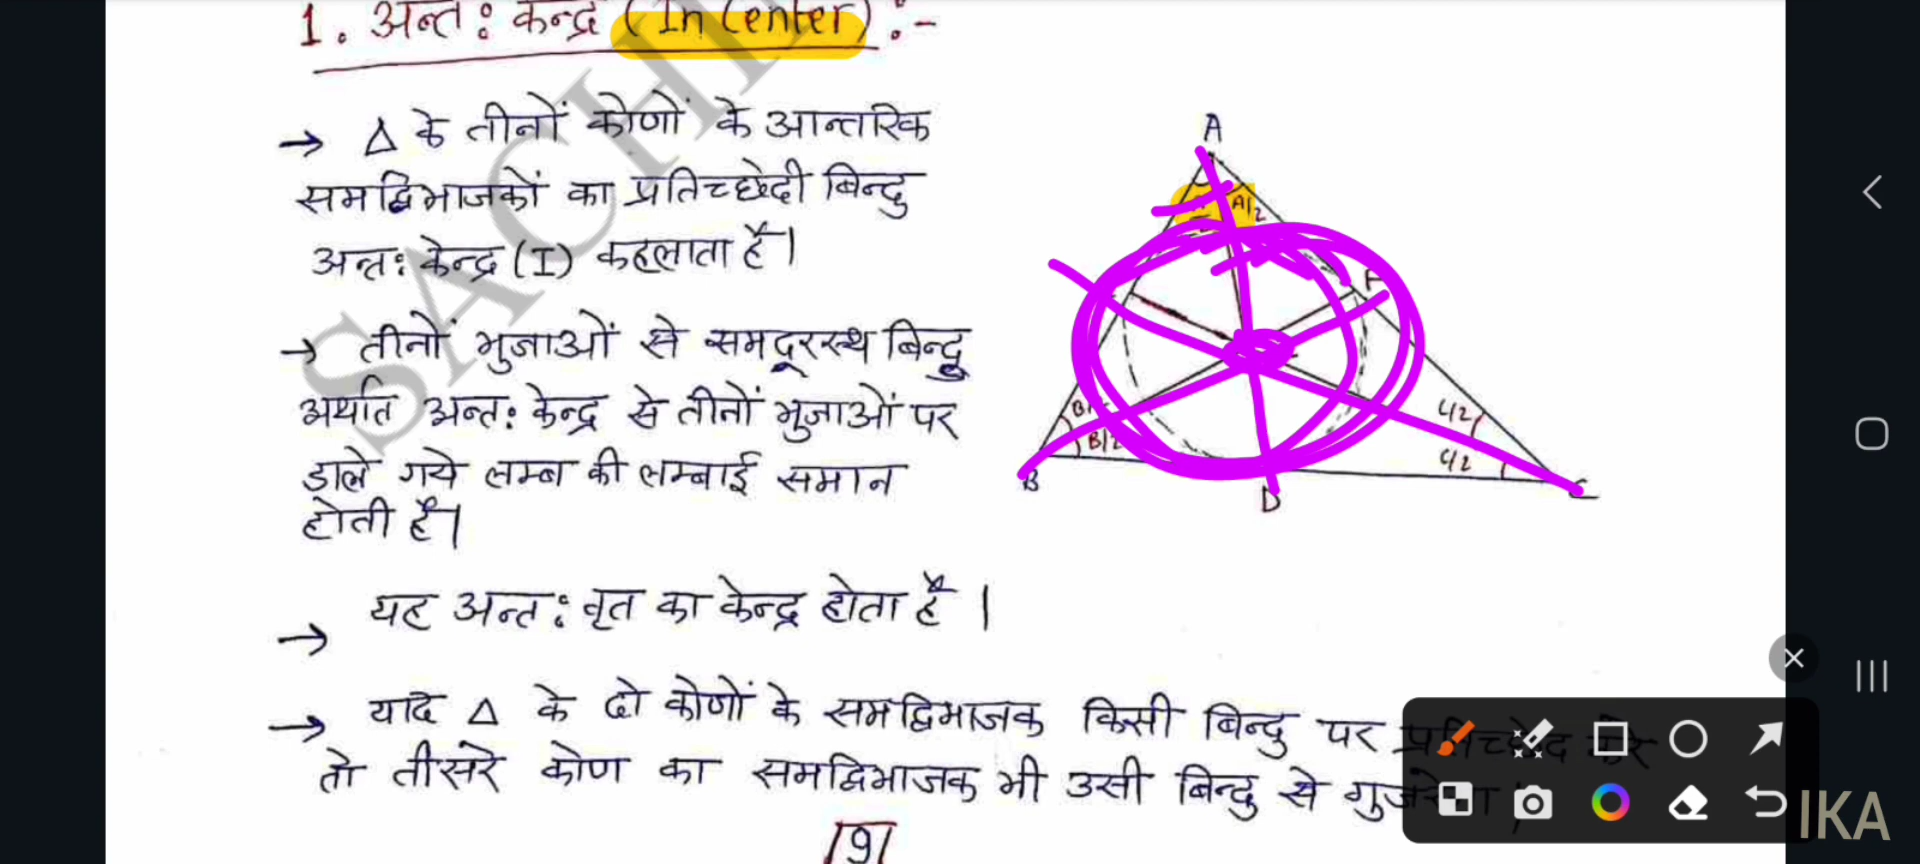 1. अन्त: केन्द्र (In Center) :-
→ Δ के तीनों कोणों के आन्तरिक
समद्विभाजकों का प्रतिच्छेदी बिन्दु
अन्त: केन्द्र (I) कहलाता है।
→ तीनों भुजाओं से समदूरस्थ बिन्दु
अर्थात अन्त: केन्द्र से तीनों भुजाओं पर
डाले गये लम्ब की लम्बाई समान
होती है।
→ यह अन्त: वृत का केन्द्र होता है।
→ यदि Δ के दो कोणों के समद्विभाजक किसी बिन्दु पर
तो तीसरे कोण का समद्विभाजक भी उसी बिन्दु से
191
A
A/2
B/2
C/2
C/2
B
D
C
SACHI
IKA